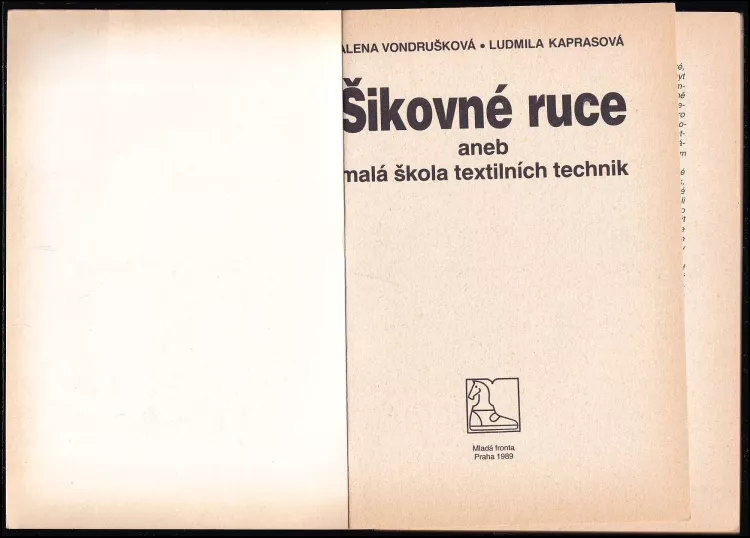 ALENA VONDRUŠKOVÁ • LUDMILA KAPRASOVÁ
Šikovné ruce
aneb
malá škola textilních technik
Mladá fronta
Praha 1989